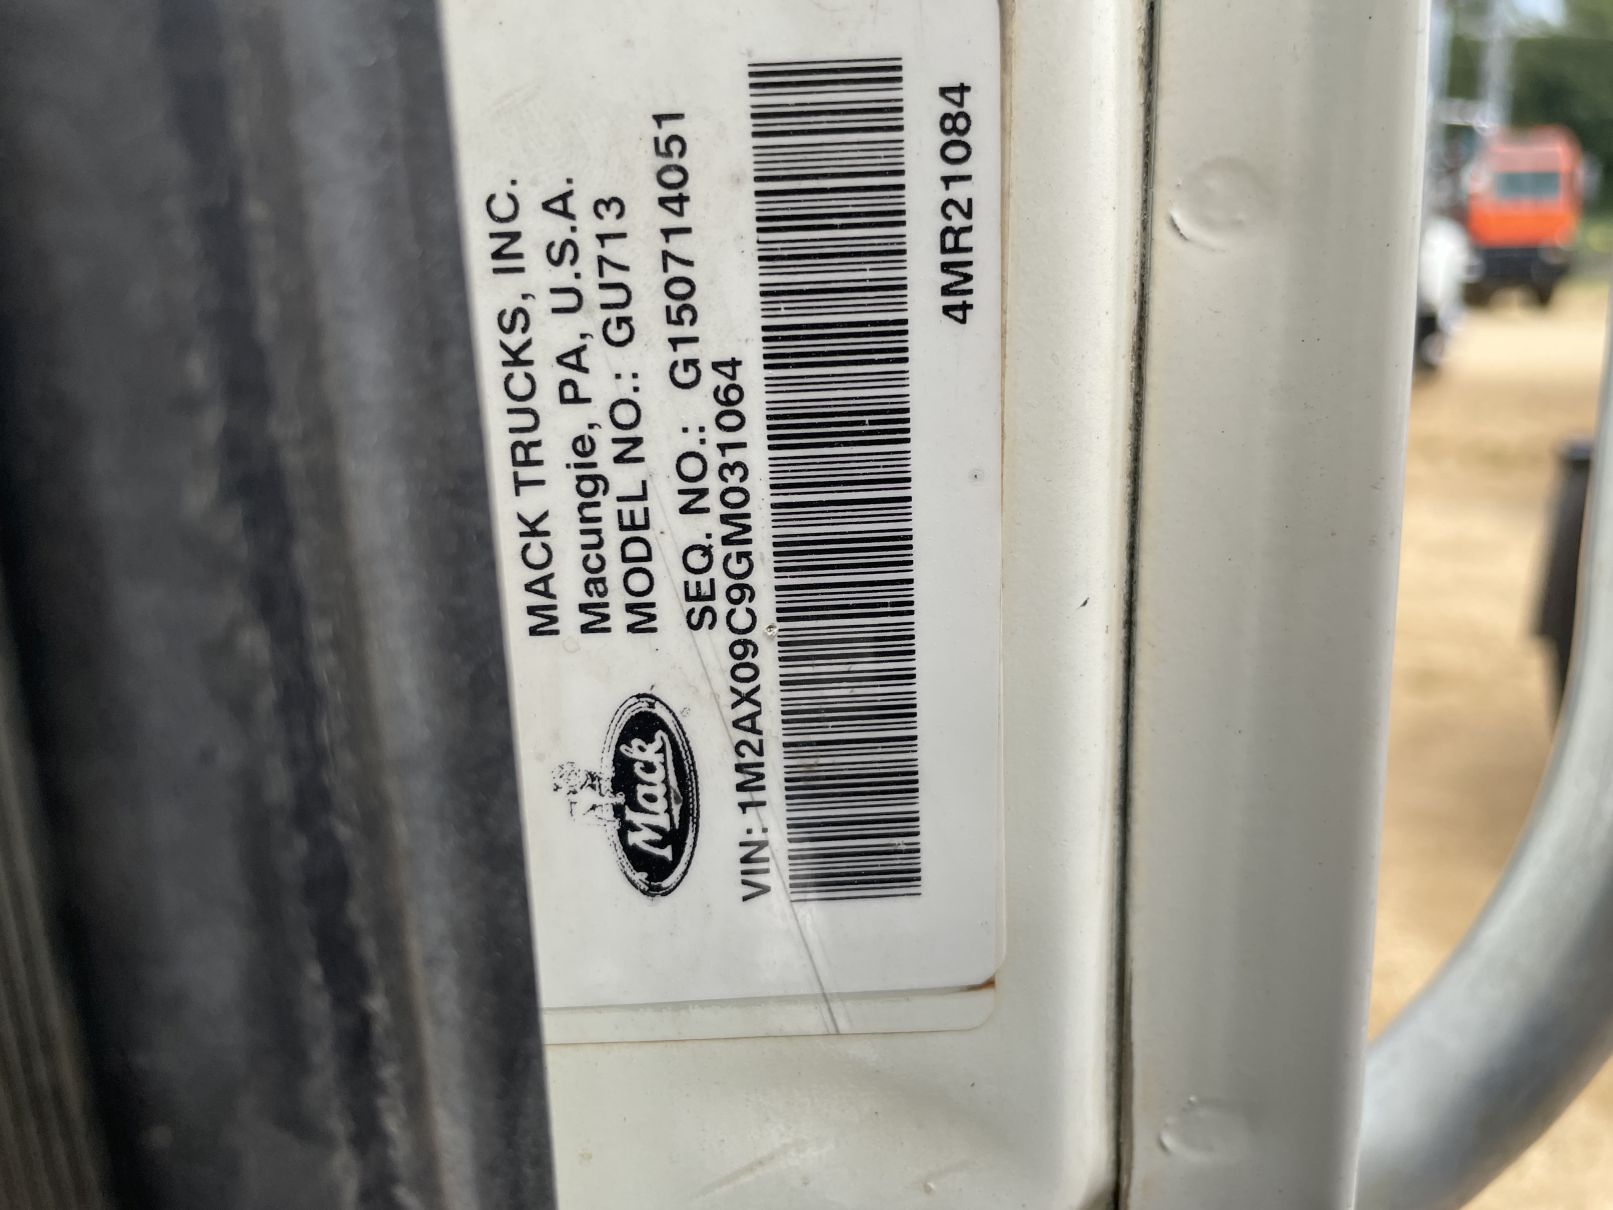 MACK TRUCKS, INC.
Macungie, PA, U.S.A.
MODEL NO.: GU713
SEQ. NO.: G150714051
Mack
®
VIN: 1M2AX09C9GM031064
4MR21084